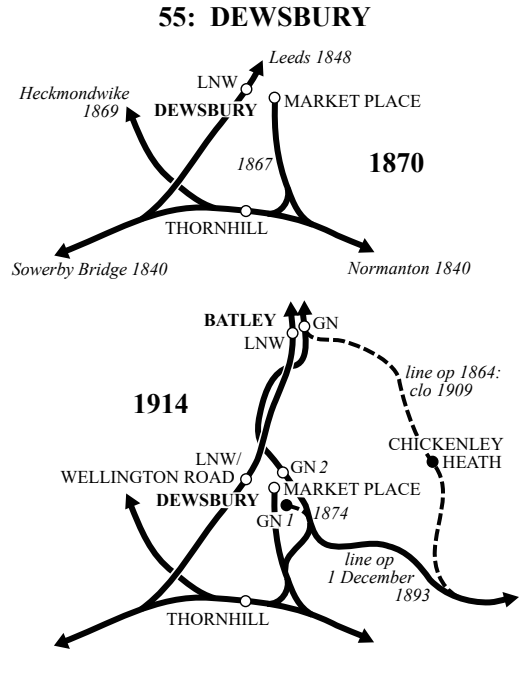 55: DEWSBURY
Leeds 1848
LNW
Heckmondwike
1869
DEWSBURY
MARKET PLACE
1867
1870
THORNHILL
Sowerby Bridge 1840
Normanton 1840
BATLEY
GN
LNW
line op 1864:
clo 1909
1914
CHICKENLEY
HEATH
LNW/
WELLINGTON ROAD
GN 2
DEWSBURY
MARKET PLACE
GN 1
1874
line op
1 December
1893
THORNHILL